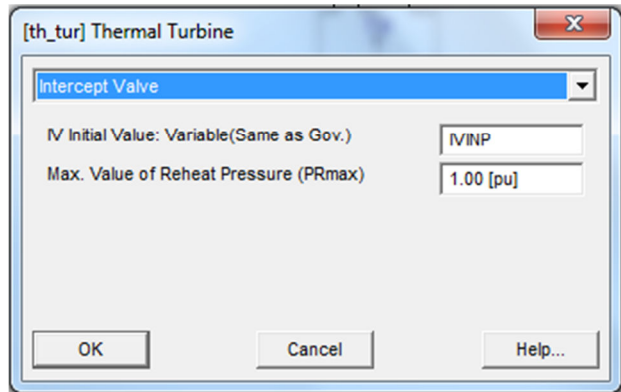 [th_tur] Thermal Turbine
Intercept Valve
IV Initial Value: Variable(Same as Gov.) IVINP
Max. Value of Reheat Pressure (PRmax) 1.00 [pu]
OK Cancel Help...